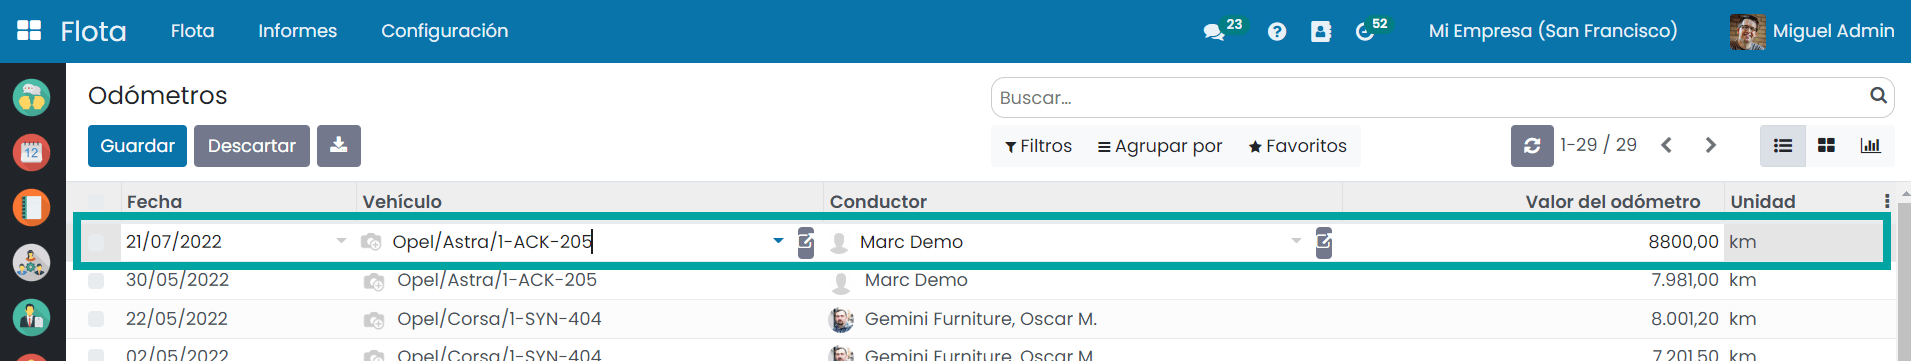 Flota Flota Informes Configuración 23 52 Mi Empresa (San Francisco) Miguel Admin
Odómetros
Buscar...
Guardar Descartar Filtros Agrupar por Favoritos 1-29 / 29
12
Fecha Vehículo Conductor Valor del odómetro Unidad
21/07/2022 Opel/Astra/1-ACK-205 Marc Demo 8800,00 km
30/05/2022 Opel/Astra/1-ACK-205 Marc Demo 7.981,00 km
22/05/2022 Opel/Corsa/1-SYN-404 Gemini Furniture, Oscar M. 8.001,20 km
02/05/2022 Opel/Corsa/1-SYN-404 Gemini Furniture, Oscar M. 7.201,50 km